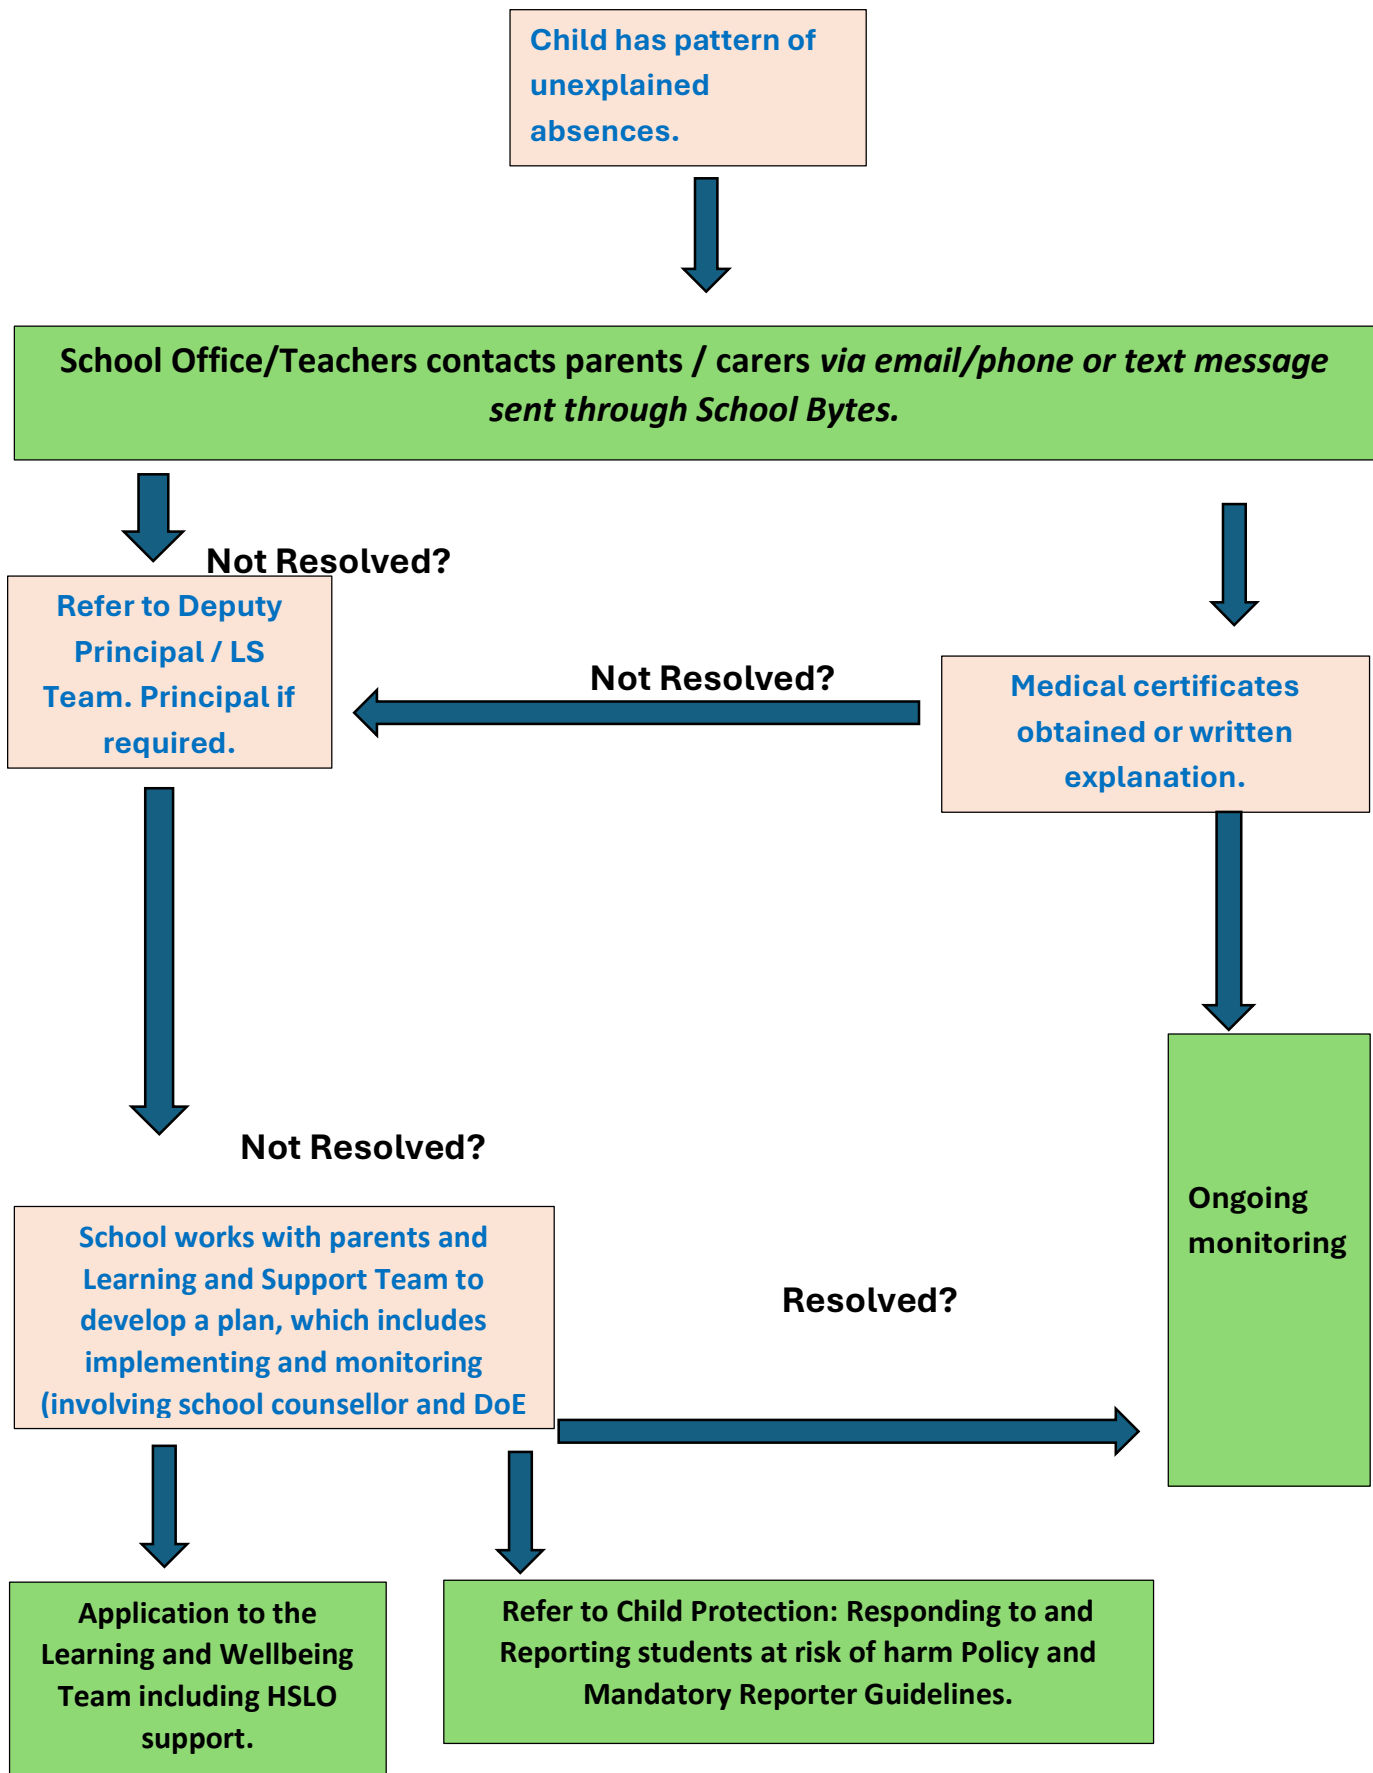 Child has pattern of
unexplained
absences.
School Office/Teachers contacts parents / carers via email/phone or text message
sent through School Bytes.
Not Resolved?
Refer to Deputy
Principal / LS
Team. Principal if
required.
Not Resolved?
Medical certificates
obtained or written
explanation.
Not Resolved?
School works with parents and
Learning and Support Team to
develop a plan, which includes
implementing and monitoring
(involving school counsellor and DoE
Resolved?
Ongoing
monitoring
Application to the
Learning and Wellbeing
Team including HSLO
support.
Refer to Child Protection: Responding to and
Reporting students at risk of harm Policy and
Mandatory Reporter Guidelines.